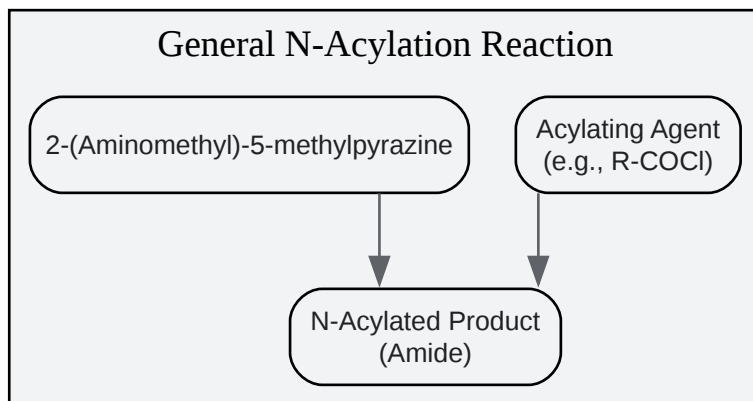 General N-Acylation Reaction
2-(Aminomethyl)-5-methylpyrazine
Acylating Agent
(e.g., R-COCl)
N-Acylated Product
(Amide)